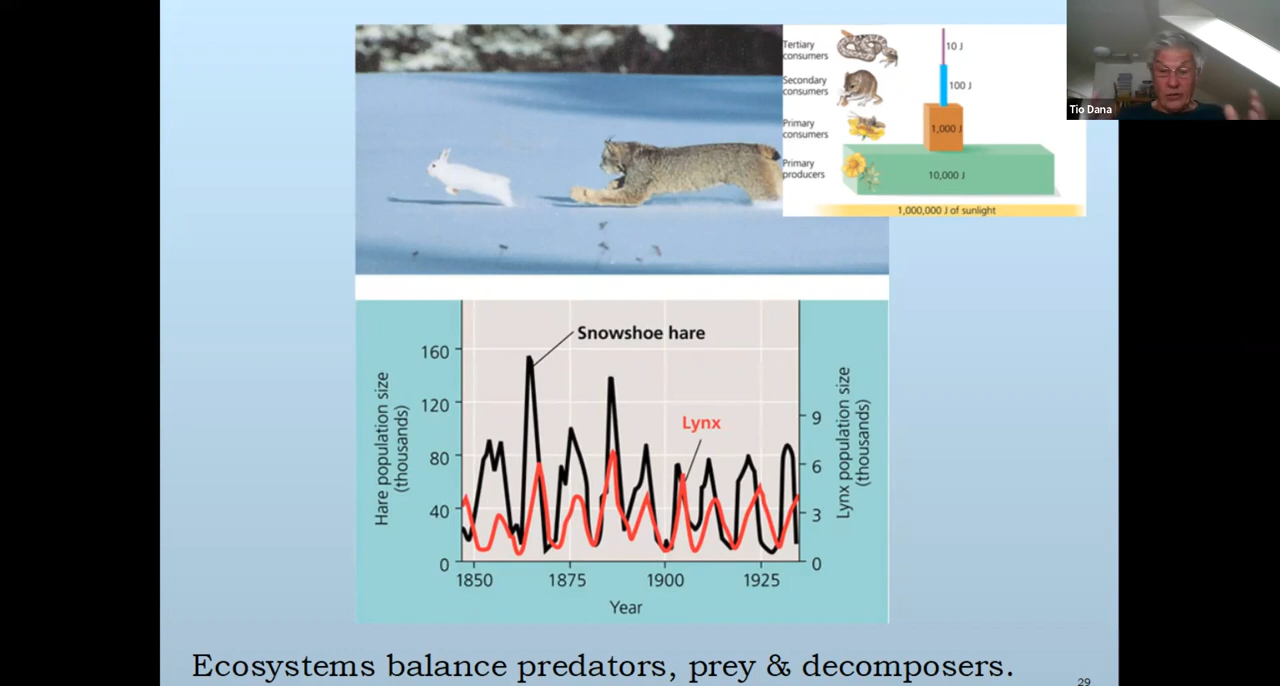 Tertiary
consumers
10 J
Secondary
consumers
100 J
Primary
consumers
1,000 J
Primary
producers
10,000 J
1,000,000 J of sunlight
Tio Dana
Snowshoe hare
Lynx
Hare population size
(thousands)
160
120
80
40
0
9
6
3
0
Lynx population size
(thousands)
1850
1875
1900
1925
Year
Ecosystems balance predators, prey & decomposers.
29